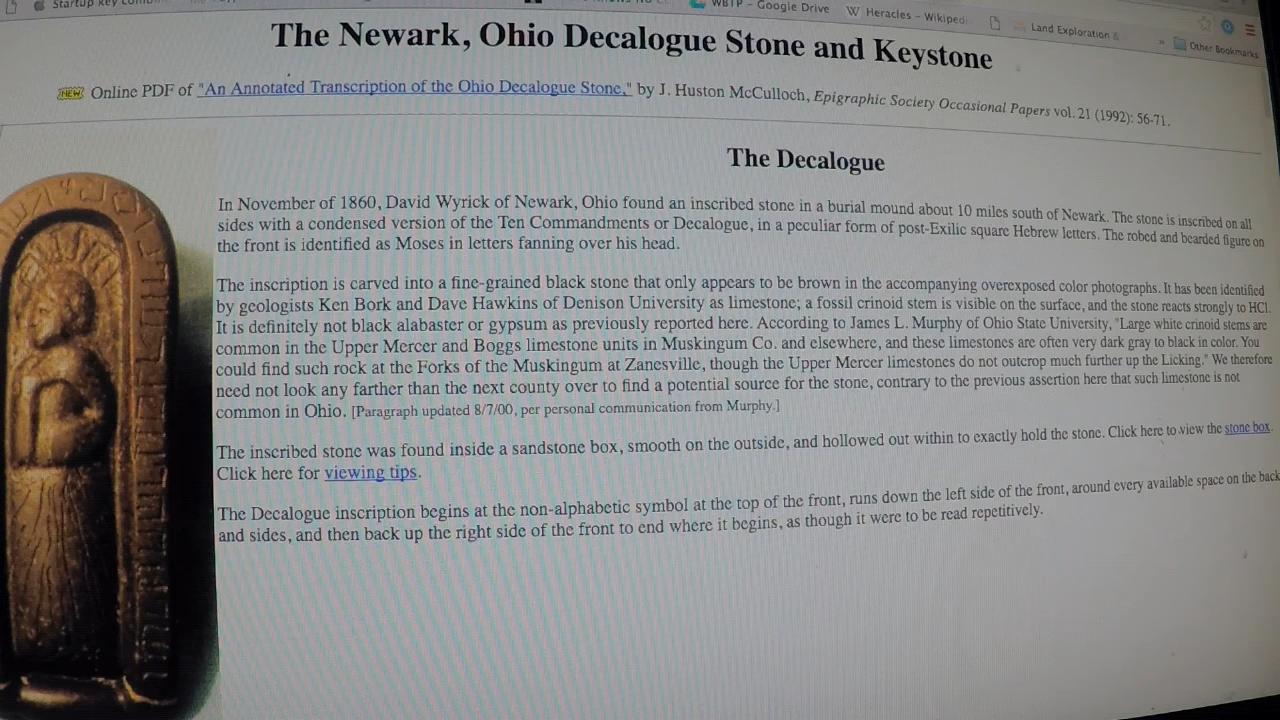 Startup Key Com
WBTP - Google Drive
W Heracles - Wikiped
Land Exploration &
» Other Bookmarks
The Newark, Ohio Decalogue Stone and Keystone
NEW Online PDF of "An Annotated Transcription of the Ohio Decalogue Stone," by J. Huston McCulloch, Epigraphic Society Occasional Papers vol. 21 (1992): 56-71.
The Decalogue
In November of 1860, David Wyrick of Newark, Ohio found an inscribed stone in a burial mound about 10 miles south of Newark. The stone is inscribed on all
sides with a condensed version of the Ten Commandments or Decalogue, in a peculiar form of post-Exilic square Hebrew letters. The robed and bearded figure on
the front is identified as Moses in letters fanning over his head.
The inscription is carved into a fine-grained black stone that only appears to be brown in the accompanying overexposed color photographs. It has been identified
by geologists Ken Bork and Dave Hawkins of Denison University as limestone; a fossil crinoid stem is visible on the surface, and the stone reacts strongly to HCl.
It is definitely not black alabaster or gypsum as previously reported here. According to James L. Murphy of Ohio State University, "Large white crinoid stems are
common in the Upper Mercer and Boggs limestone units in Muskingum Co. and elsewhere, and these limestones are often very dark gray to black in color. You
could find such rock at the Forks of the Muskingum at Zanesville, though the Upper Mercer limestones do not outcrop much further up the Licking." We therefore
need not look any farther than the next county over to find a potential source for the stone, contrary to the previous assertion here that such limestone is not
common in Ohio. [Paragraph updated 8/7/00, per personal communication from Murphy.]
The inscribed stone was found inside a sandstone box, smooth on the outside, and hollowed out within to exactly hold the stone. Click here to view the stone box.
Click here for viewing tips.
The Decalogue inscription begins at the non-alphabetic symbol at the top of the front, runs down the left side of the front, around every available space on the back
and sides, and then back up the right side of the front to end where it begins, as though it were to be read repetitively.